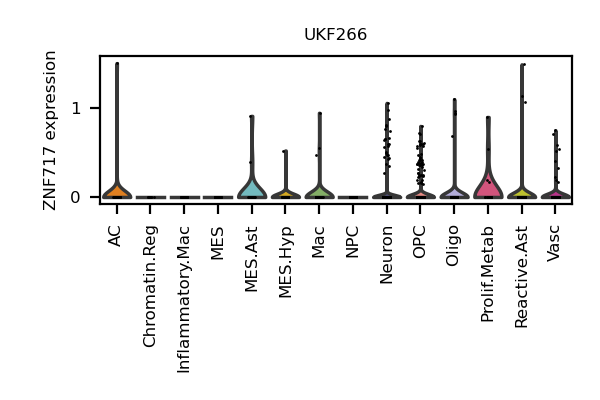 UKF266
ZNF717 expression
1
0
AC
Chromatin.Reg
Inflammatory.Mac
MES
MES.Ast
MES.Hyp
Mac
NPC
Neuron
OPC
Oligo
Prolif.Metab
Reactive.Ast
Vasc